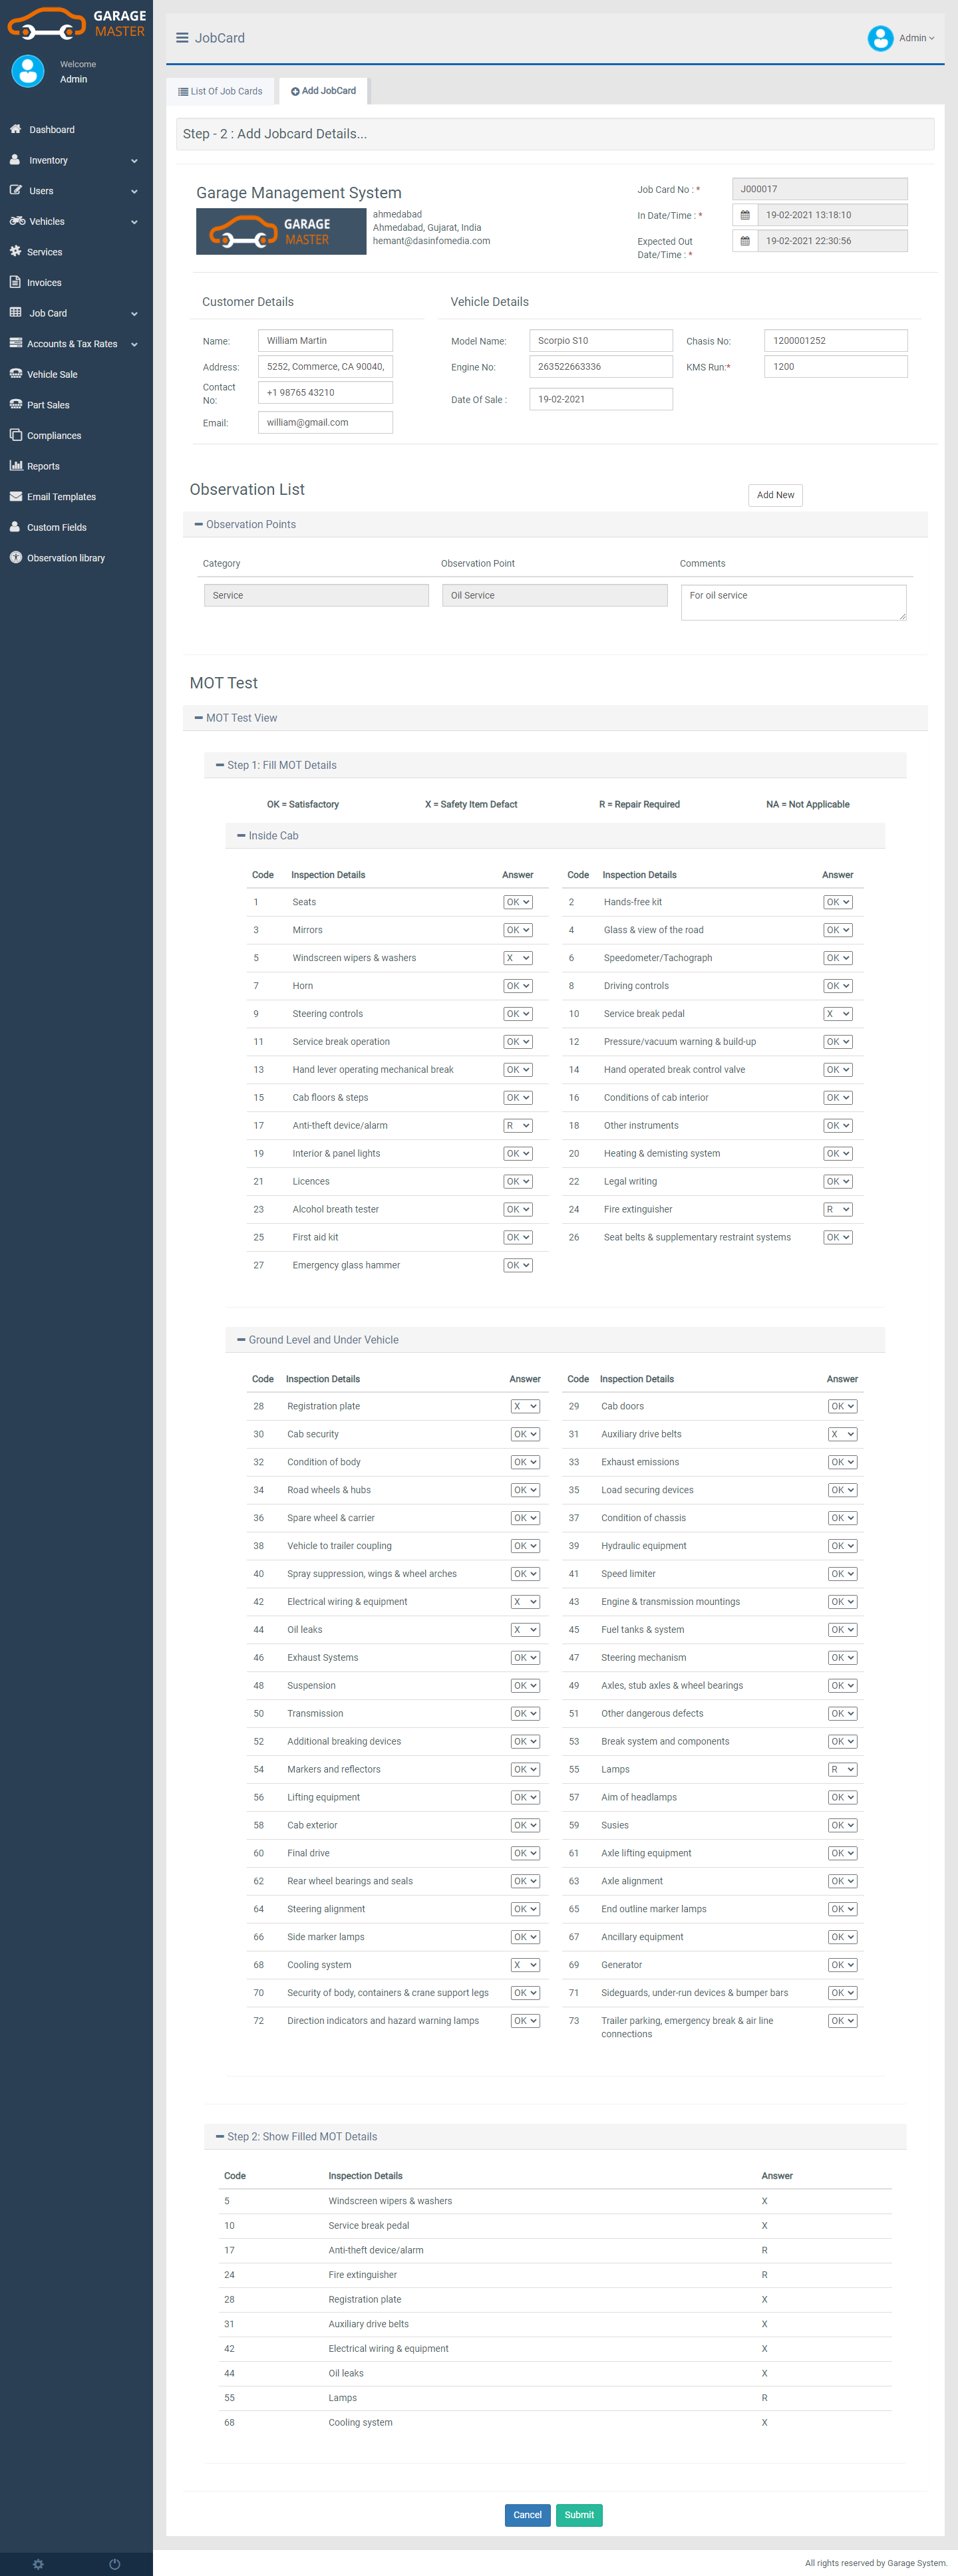 GARAGE
MASTER
Welcome
Admin
Dashboard
Inventory
Users
Vehicles
Services
Invoices
Job Card
Accounts & Tax Rates
Vehicle Sale
Part Sales
Compliances
Reports
Email Templates
Custom Fields
Observation library
JobCard
Admin
List Of Job Cards
Add JobCard
Step - 2 : Add Jobcard Details...
Garage Management System
GARAGE
MASTER
ahmedabad
Ahmedabad, Gujarat, India
hemant@dasinfomedia.com
Job Card No : * J000017
In Date/Time : * 19-02-2021 13:18:10
Expected Out
Date/Time : * 19-02-2021 22:30:56
Customer Details
Name: William Martin
Address: 5252, Commerce, CA 90040,
Contact
No: +1 98765 43210
Email: william@gmail.com
Vehicle Details
Model Name: Scorpio S10 Chasis No: 1200001252
Engine No: 263522663336 KMS Run:* 1200
Date Of Sale : 19-02-2021
Observation List
Add New
Observation Points
Category Observation Point Comments
Service Oil Service For oil service
MOT Test
MOT Test View
Step 1: Fill MOT Details
OK = Satisfactory X = Safety Item Defact R = Repair Required NA = Not Applicable
Inside Cab
Code Inspection Details Answer Code Inspection Details Answer
1 Seats OK 2 Hands-free kit OK
3 Mirrors OK 4 Glass & view of the road OK
5 Windscreen wipers & washers X 6 Speedometer/Tachograph OK
7 Horn OK 8 Driving controls OK
9 Steering controls OK 10 Service break pedal X
11 Service break operation OK 12 Pressure/vacuum warning & build-up OK
13 Hand lever operating mechanical break OK 14 Hand operated break control valve OK
15 Cab floors & steps OK 16 Conditions of cab interior OK
17 Anti-theft device/alarm R 18 Other instruments OK
19 Interior & panel lights OK 20 Heating & demisting system OK
21 Licences OK 22 Legal writing OK
23 Alcohol breath tester OK 24 Fire extinguisher R
25 First aid kit OK 26 Seat belts & supplementary restraint systems OK
27 Emergency glass hammer OK
Ground Level and Under Vehicle
Code Inspection Details Answer Code Inspection Details Answer
28 Registration plate X 29 Cab doors OK
30 Cab security OK 31 Auxiliary drive belts X
32 Condition of body OK 33 Exhaust emissions OK
34 Road wheels & hubs OK 35 Load securing devices OK
36 Spare wheel & carrier OK 37 Condition of chassis OK
38 Vehicle to trailer coupling OK 39 Hydraulic equipment OK
40 Spray suppression, wings & wheel arches OK 41 Speed limiter OK
42 Electrical wiring & equipment X 43 Engine & transmission mountings OK
44 Oil leaks X 45 Fuel tanks & system OK
46 Exhaust Systems OK 47 Steering mechanism OK
48 Suspension OK 49 Axles, stub axles & wheel bearings OK
50 Transmission OK 51 Other dangerous defects OK
52 Additional breaking devices OK 53 Break system and components OK
54 Markers and reflectors OK 55 Lamps R
56 Lifting equipment OK 57 Aim of headlamps OK
58 Cab exterior OK 59 Susies OK
60 Final drive OK 61 Axle lifting equipment OK
62 Rear wheel bearings and seals OK 63 Axle alignment OK
64 Steering alignment OK 65 End outline marker lamps OK
66 Side marker lamps OK 67 Ancillary equipment OK
68 Cooling system X 69 Generator OK
70 Security of body, containers & crane support legs OK 71 Sideguards, under-run devices & bumper bars OK
72 Direction indicators and hazard warning lamps OK 73 Trailer parking, emergency break & air line OK
connections
Step 2: Show Filled MOT Details
Code Inspection Details Answer
5 Windscreen wipers & washers X
10 Service break pedal X
17 Anti-theft device/alarm R
24 Fire extinguisher R
28 Registration plate X
31 Auxiliary drive belts X
42 Electrical wiring & equipment X
44 Oil leaks X
55 Lamps R
68 Cooling system X
Cancel Submit
All rights reserved by Garage System.